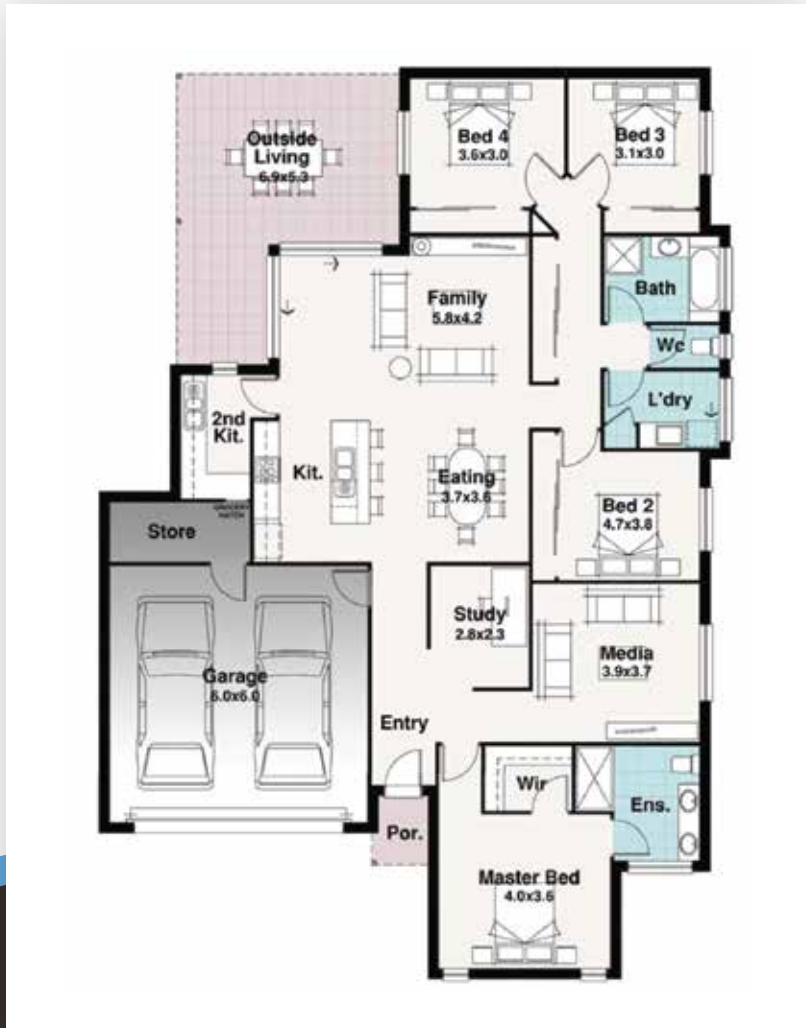 Outside
Living
6.9x5.3
Bed 4
3.6x3.0
Bed 3
3.1x3.0
Family
5.8x4.2
Bath
Wc
L'dry
2nd
Kit.
Kit.
Eating
3.7x3.6
Bed 2
4.7x3.8
GROCERY
HATCH
Store
Study
2.8x2.3
Media
3.9x3.7
Garage
6.0x6.0
Entry
Wir
Ens.
Por.
Master Bed
4.0x3.6